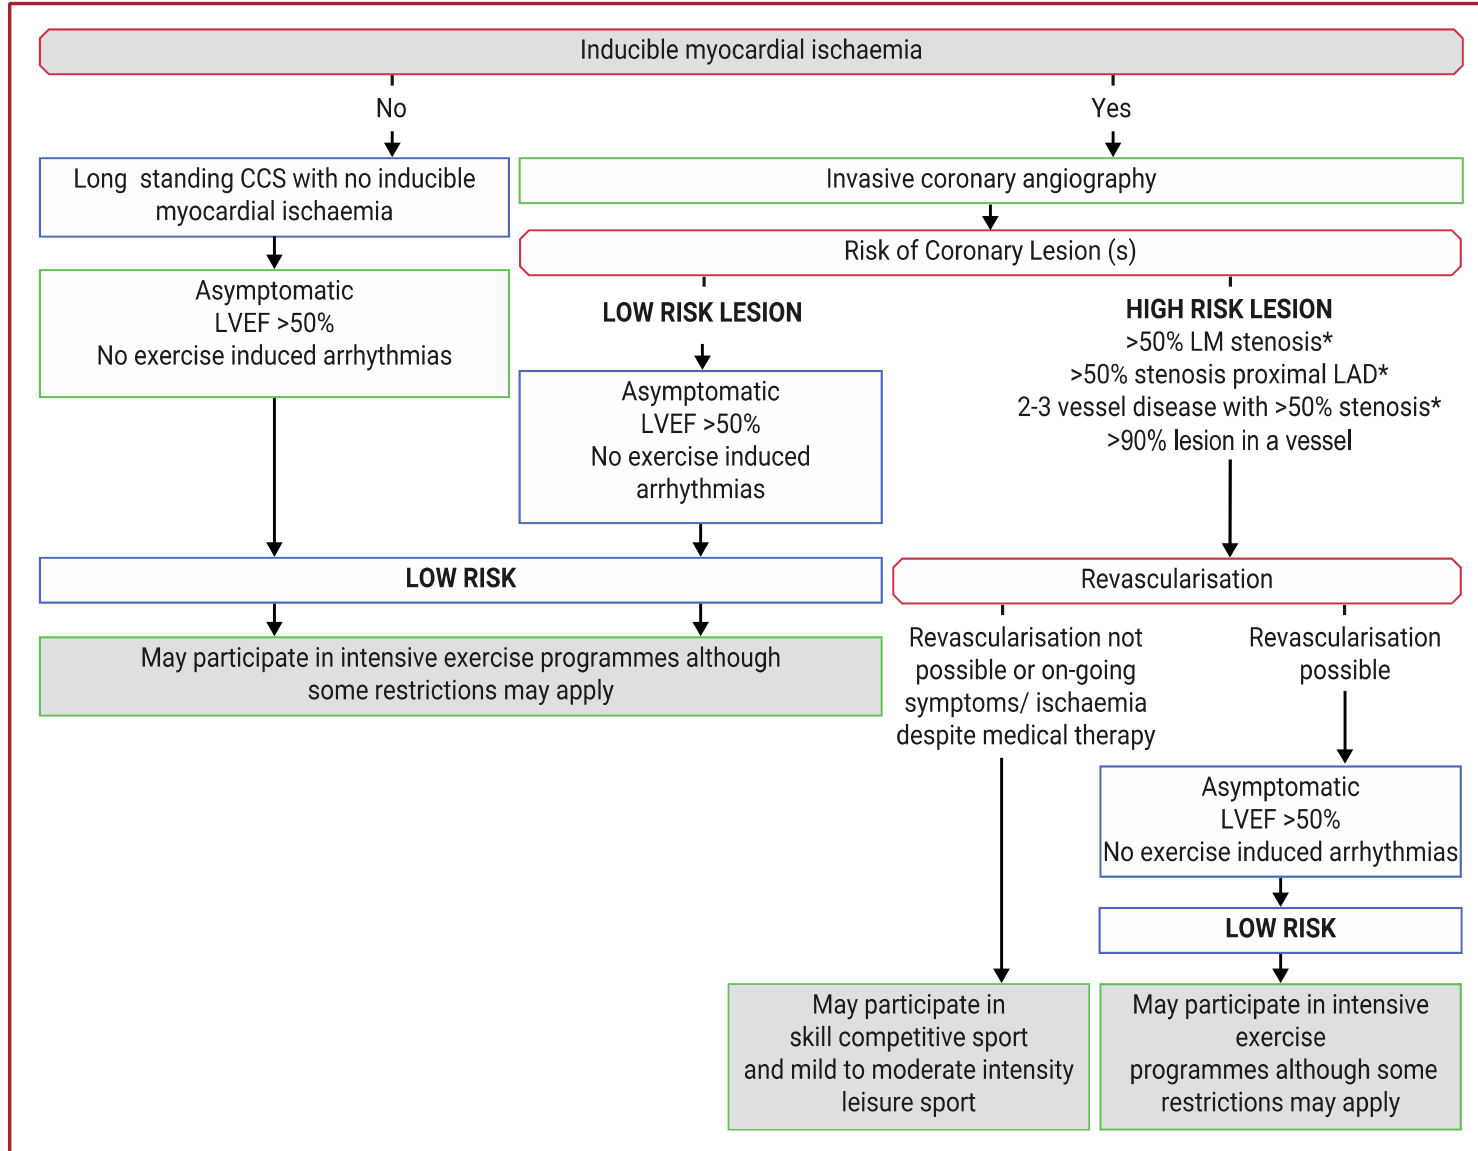 Inducible myocardial ischaemia
No
Yes
Long standing CCS with no inducible
myocardial ischaemia
Invasive coronary angiography
Risk of Coronary Lesion (s)
Asymptomatic
LVEF >50%
No exercise induced arrhythmias
LOW RISK LESION
Asymptomatic
LVEF >50%
No exercise induced
arrhythmias
HIGH RISK LESION
>50% LM stenosis*
>50% stenosis proximal LAD*
2-3 vessel disease with >50% stenosis*
>90% lesion in a vessel
LOW RISK
May participate in intensive exercise programmes although
some restrictions may apply
Revascularisation
Revascularisation not
possible or on-going
symptoms/ ischaemia
despite medical therapy
Revascularisation
possible
Asymptomatic
LVEF >50%
No exercise induced arrhythmias
LOW RISK
May participate in
skill competitive sport
and mild to moderate intensity
leisure sport
May participate in intensive
exercise
programmes although some
restrictions may apply